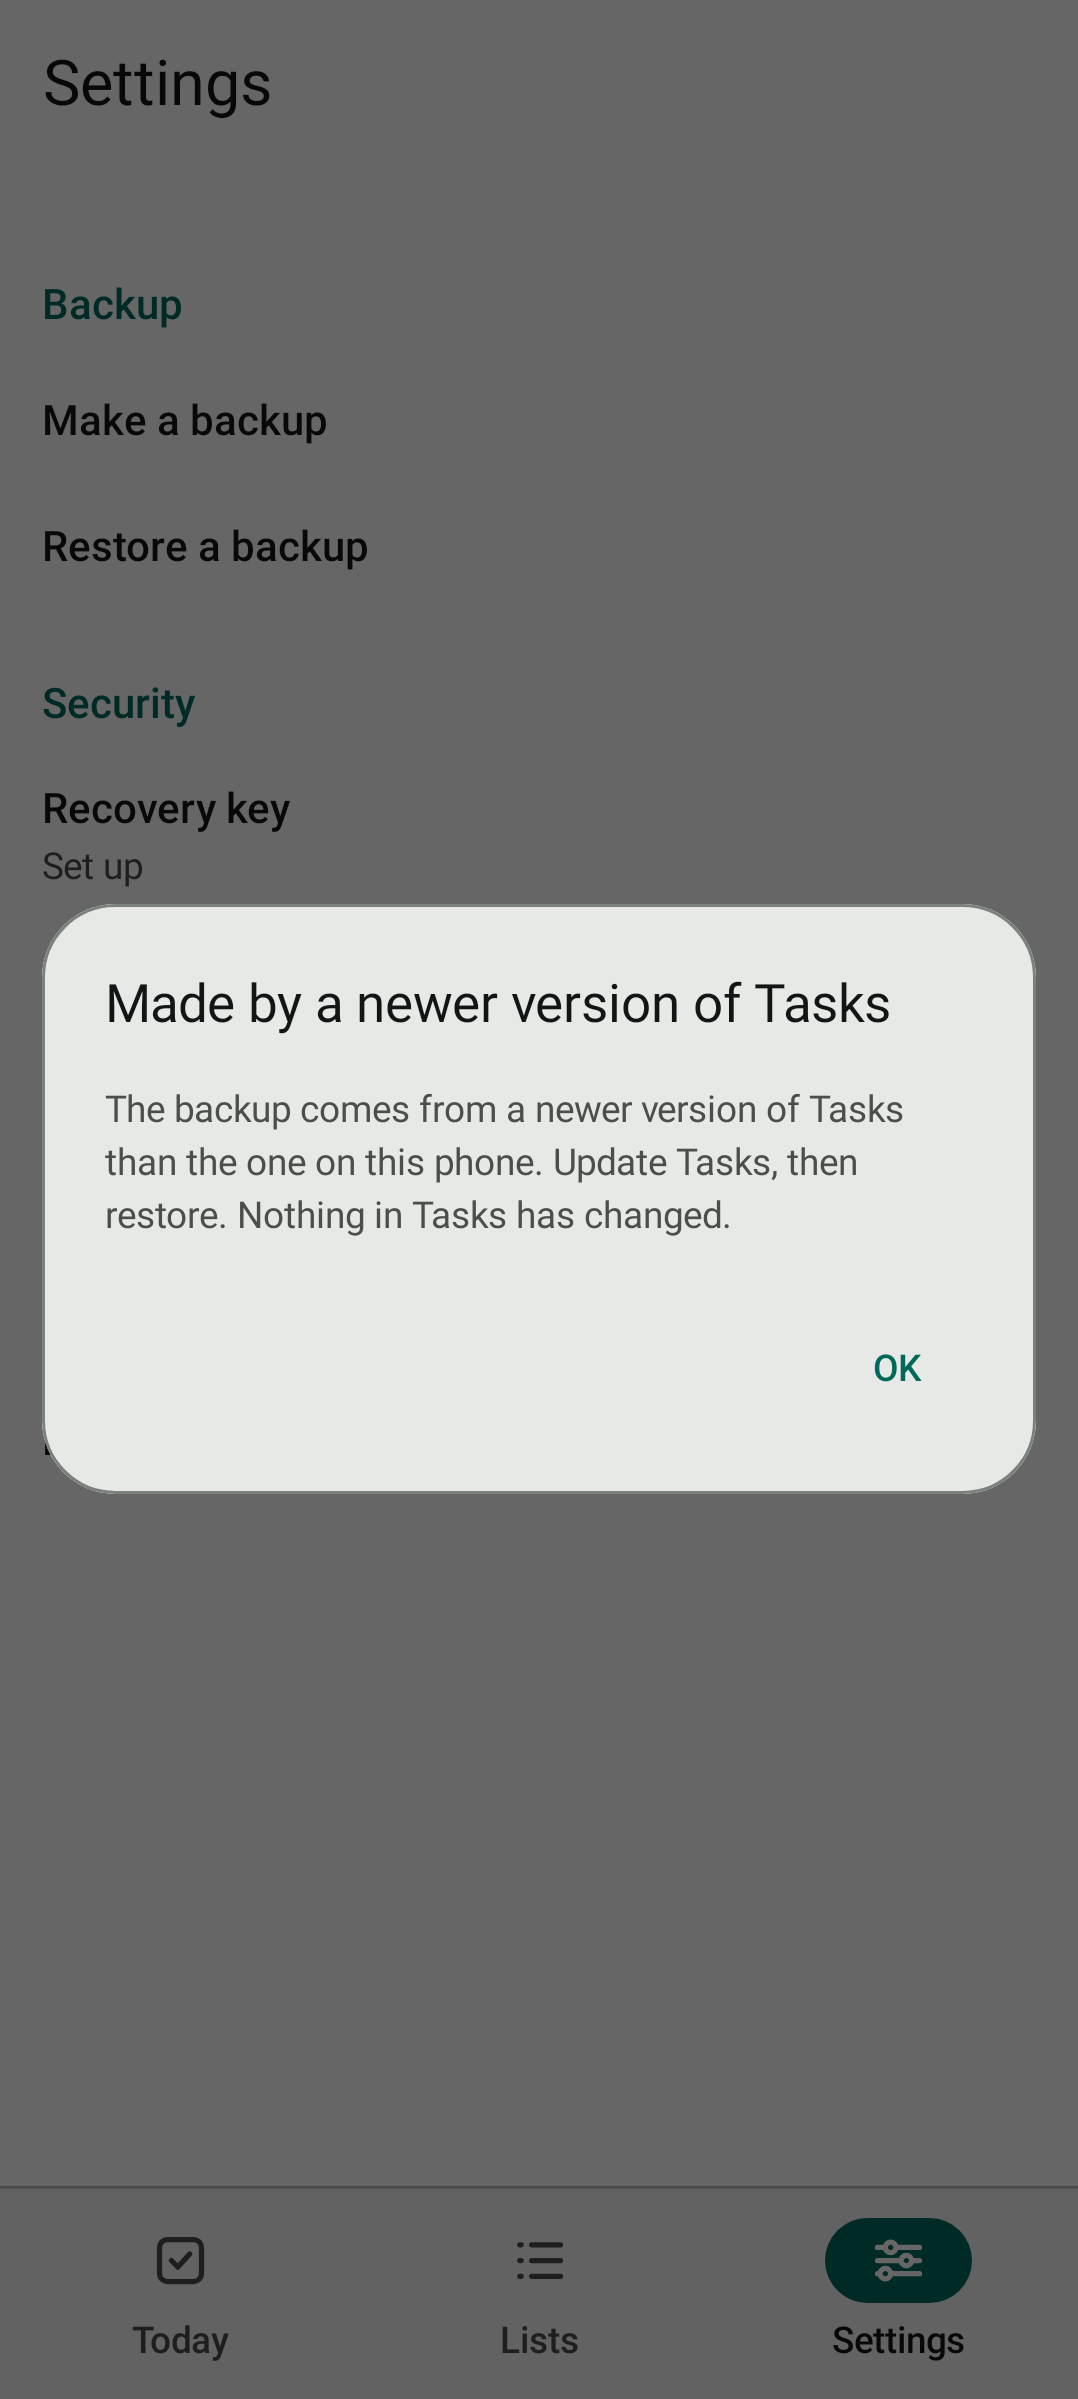 Settings
Backup
Make a backup
Restore a backup
Security
Recovery key
Set up
Made by a newer version of Tasks
The backup comes from a newer version of Tasks
than the one on this phone. Update Tasks, then
restore. Nothing in Tasks has changed.
OK
Today
Lists
Settings